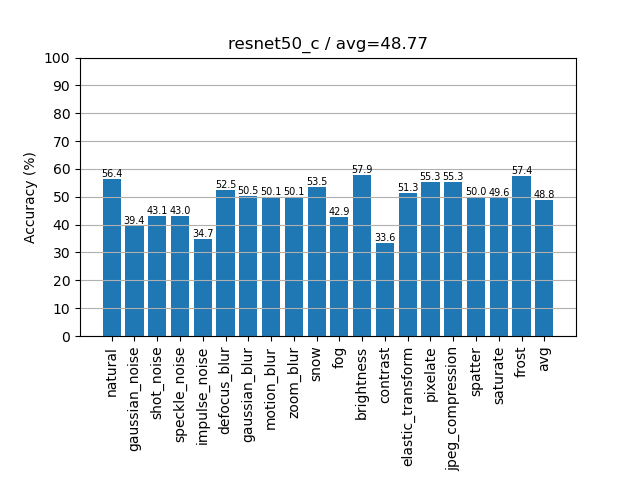 resnet50_c / avg=48.77
100
90
80
70
60
50
40
30
20
10
0
Accuracy (%)
56.4
39.4
43.1
43.0
34.7
52.5
50.5
50.1
50.1
53.5
42.9
57.9
33.6
51.3
55.3
55.3
50.0
49.6
57.4
48.8
natural
gaussian_noise
shot_noise
speckle_noise
impulse_noise
defocus_blur
gaussian_blur
motion_blur
zoom_blur
snow
fog
brightness
contrast
elastic_transform
pixelate
jpeg_compression
spatter
saturate
frost
avg